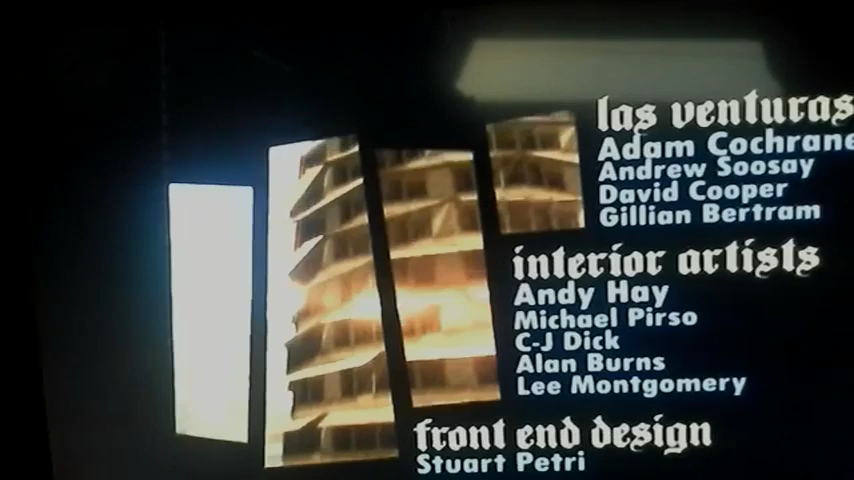 las venturas
Adam Cochrane
Andrew Soosay
David Cooper
Gillian Bertram
interior artists
Andy Hay
Michael Pirso
C-J Dick
Alan Burns
Lee Montgomery
front end design
Stuart Petri